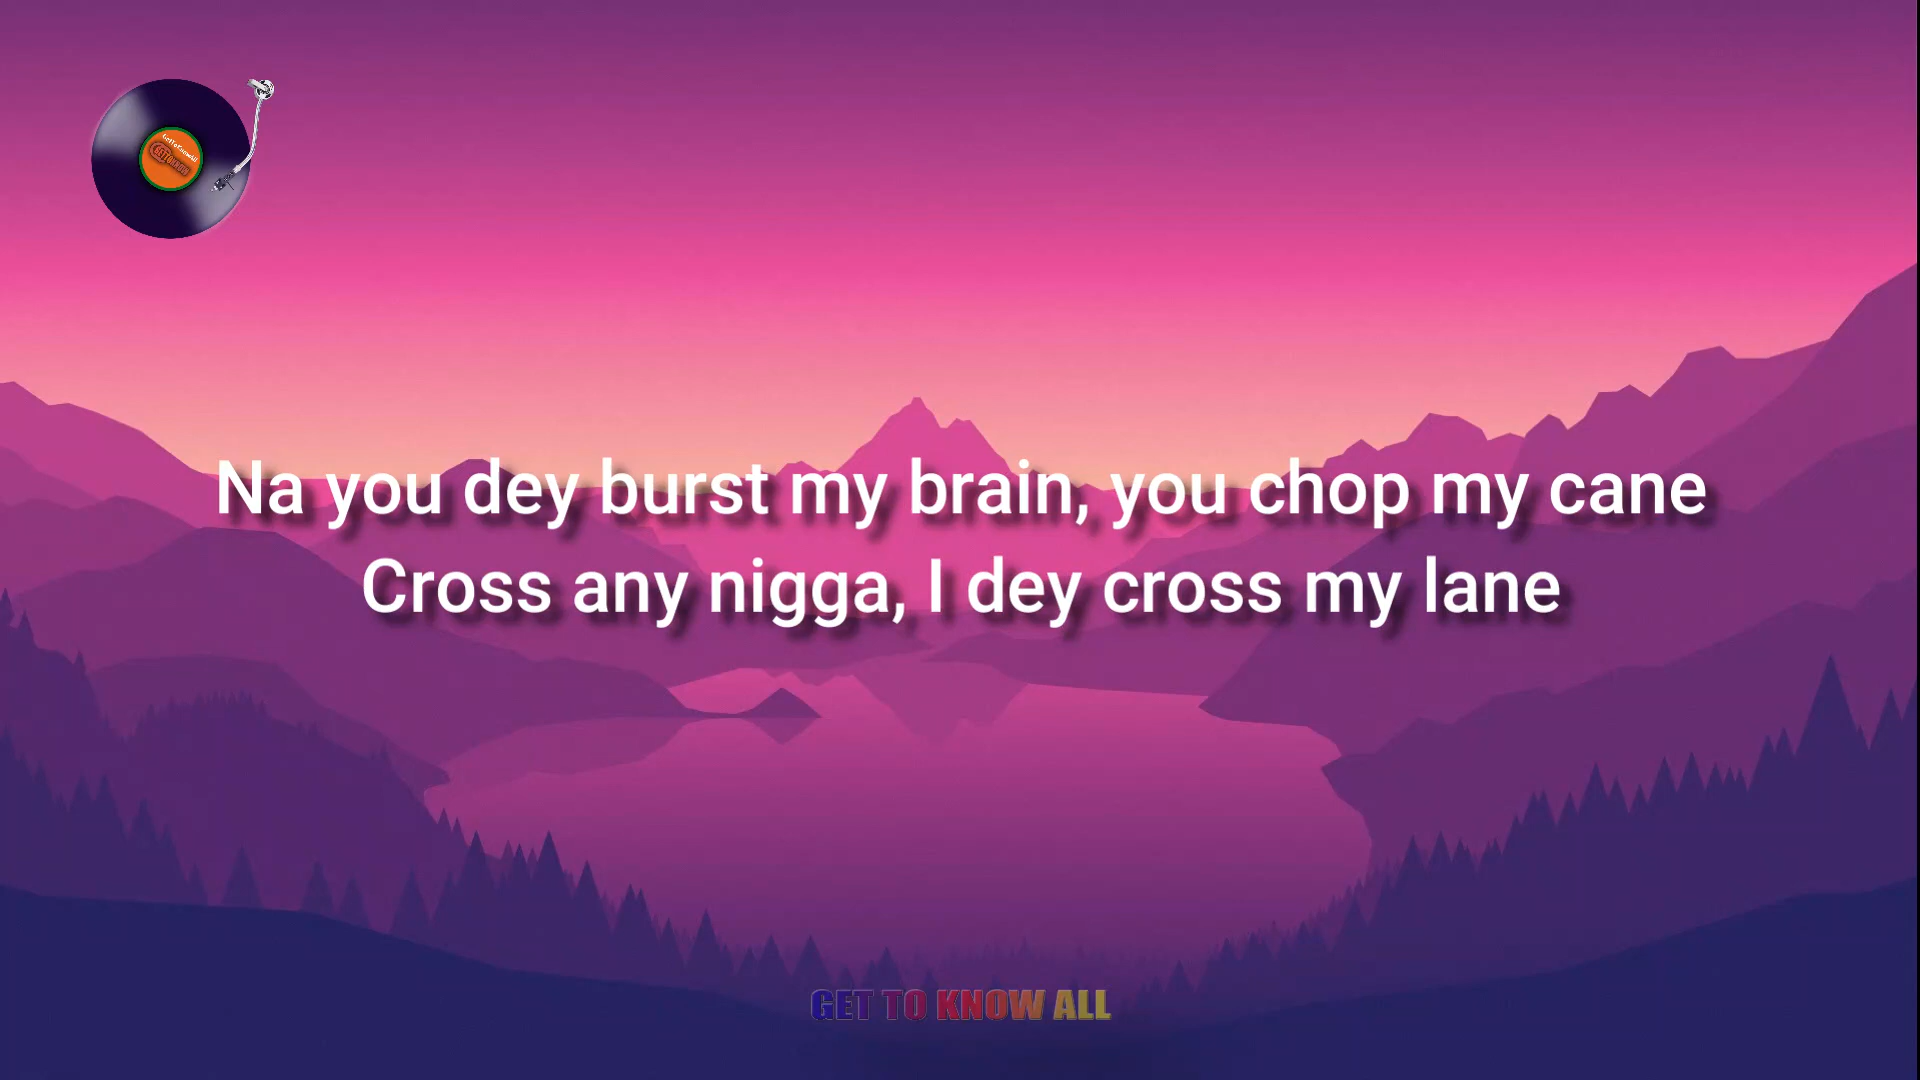 GetToKnowAll
Na you dey burst my brain, you chop my cane
Cross any nigga, I dey cross my lane
GET TO KNOW ALL